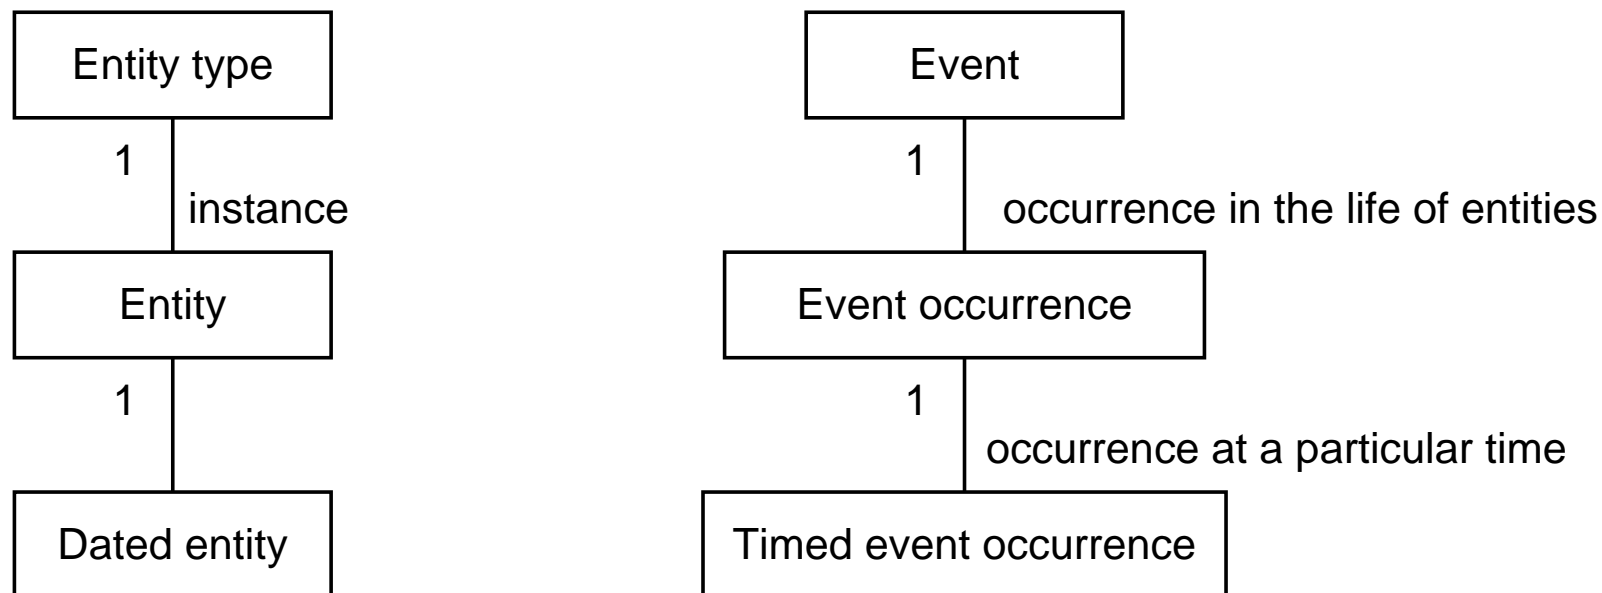 Entity type
Event
1
1
instance
occurrence in the life of entities
Entity
Event occurrence
1
1
occurrence at a particular time
Dated entity
Timed event occurrence